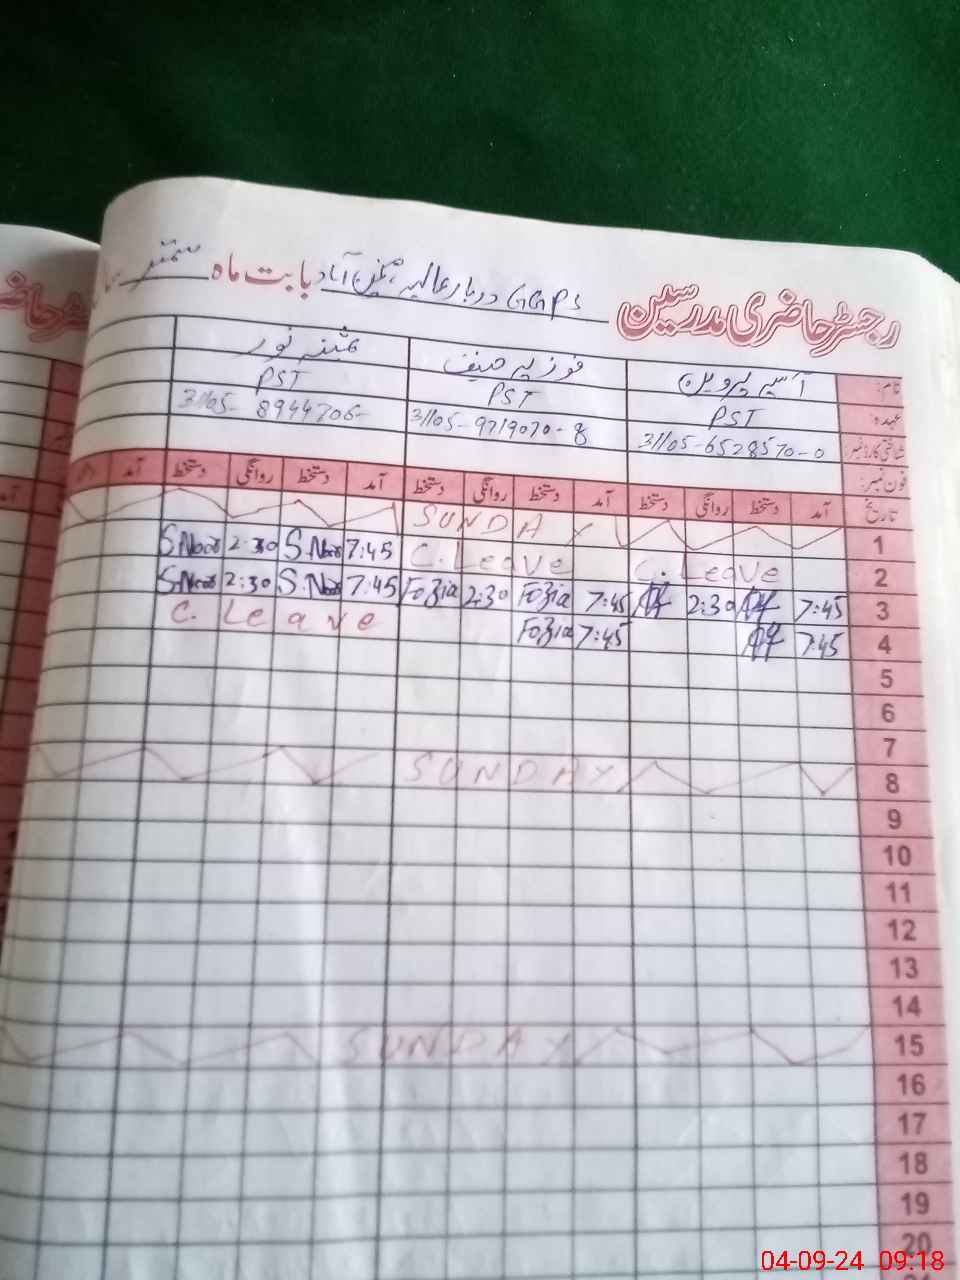 رجسٹر حاضری مدرسین GGPS دربار عالیہ بابت ماہ ستمبر
نام: آسیہ پروین فوزیہ حنیف ثمینہ نور
عہدہ: PST PST PST
شناختی کارڈ نمبر: 31105-6528570-0 31105-9719070-8 31105-8944706-
فون نمبر:
تاریخ آمد دستخط روانگی دستخط آمد دستخط روانگی دستخط آمد دستخط روانگی دستخط آمد
1 SUNDAY
2 C. Leave C. Leave 7:45 S.Noor 2:30 S.Noor
3 7:45 2:30 7:45 Fozia 2:30 Fozia 7:45 S.Noor 2:30 S.Noor
4 7:45 7:45 Fozia C. Leave
5
6
7
8 SUNDAY
9
10
11
12
13
14
15 SUNDAY
16
17
18
19
20
04-09-24 09:18